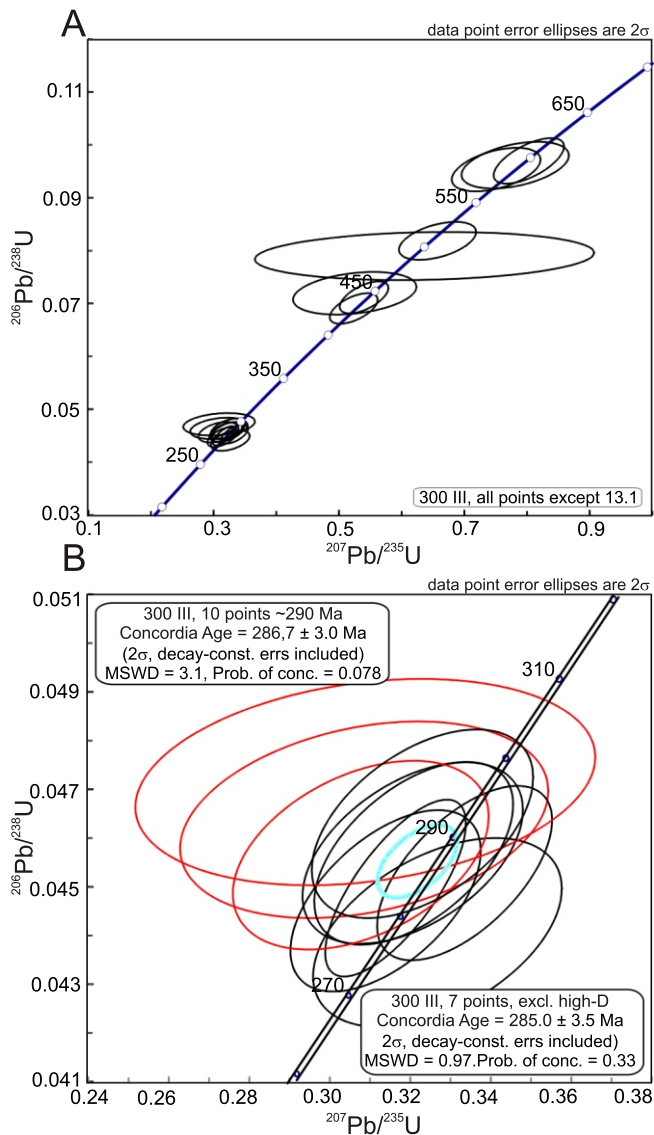 A
data point error ellipses are 2σ
0.11
0.09
0.07
0.05
0.03
206Pb/238U
650
550
450
350
250
300 III, all points except 13.1
0.1 0.3 0.5 0.7 0.9
207Pb/235U
B
data point error ellipses are 2σ
0.051
0.049
0.047
0.045
0.043
0.041
206Pb/238U
300 III, 10 points ~290 Ma
Concordia Age = 286,7 ± 3.0 Ma
(2σ, decay-const. errs included)
MSWD = 3.1, Prob. of conc. = 0.078
310
290
270
300 III, 7 points, excl. high-D
Concordia Age = 285.0 ± 3.5 Ma
2σ, decay-const. errs included)
MSWD = 0.97.Prob. of conc. = 0.33
0.24 0.26 0.28 0.30 0.32 0.34 0.36 0.38
207Pb/235U